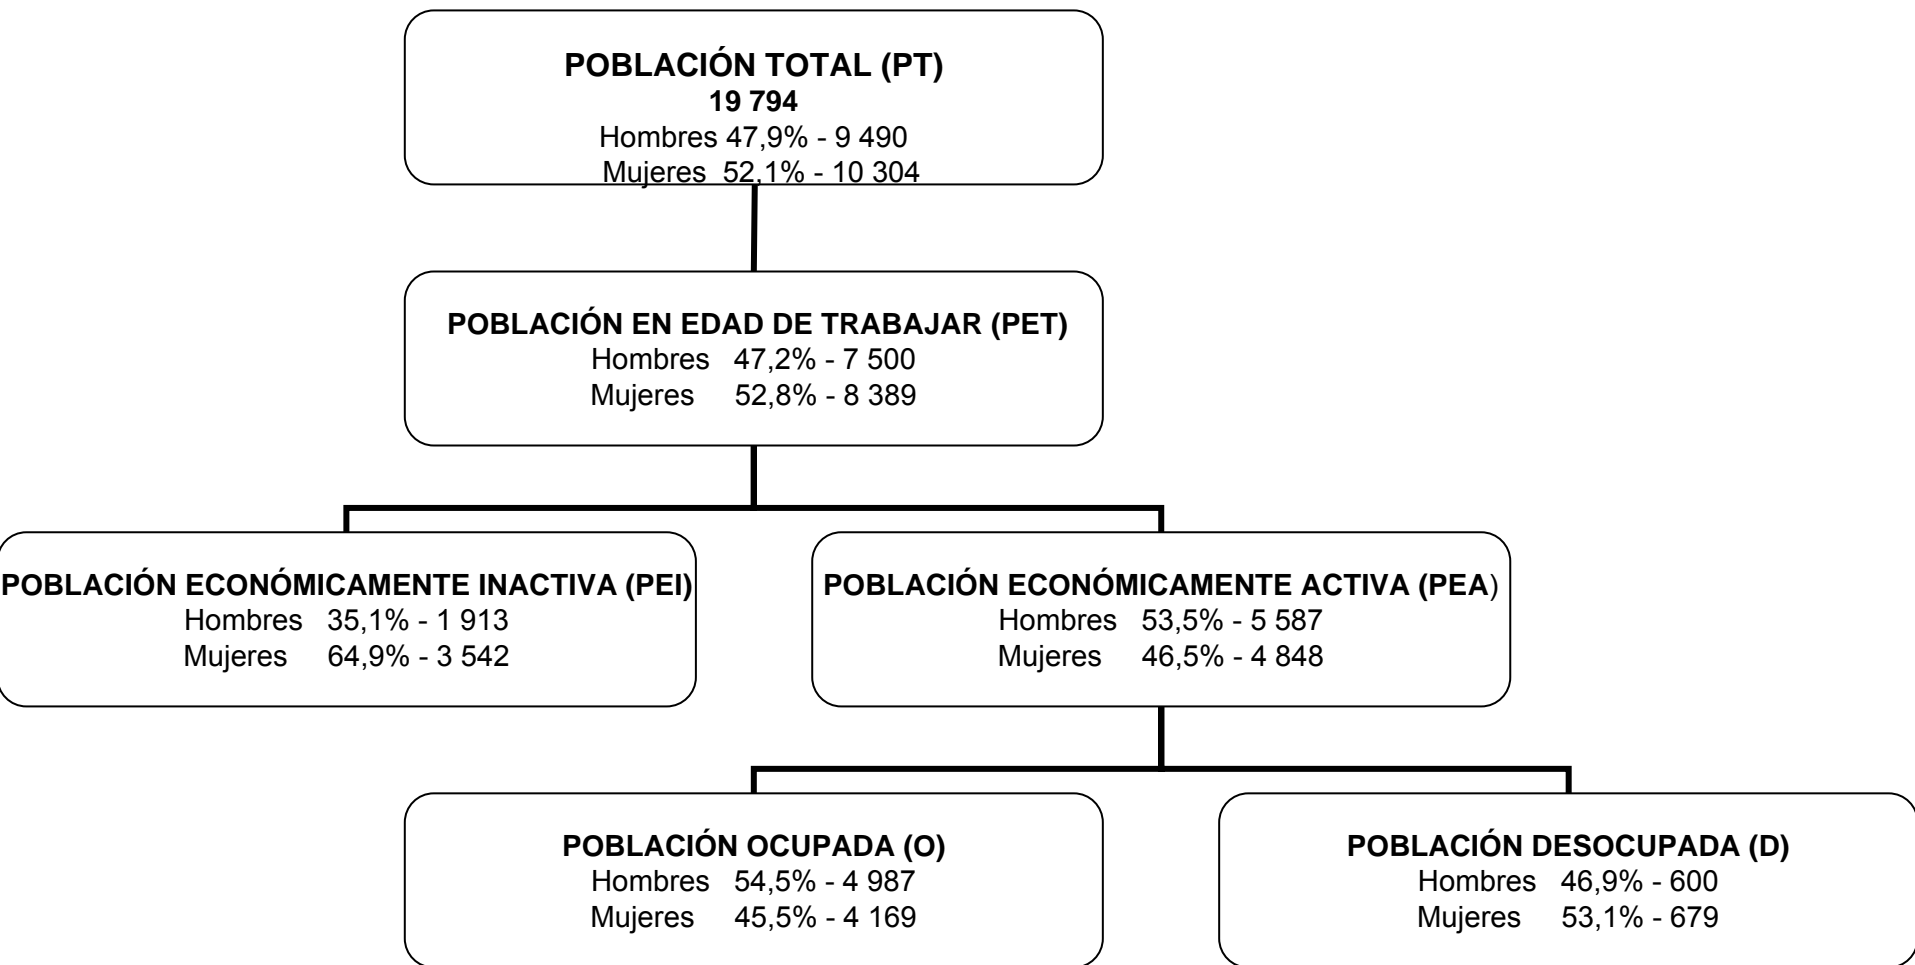 POBLACIÓN TOTAL (PT)
19 794
Hombres 47,9% - 9 490
Mujeres 52,1% - 10 304
POBLACIÓN EN EDAD DE TRABAJAR (PET)
Hombres 47,2% - 7 500
Mujeres 52,8% - 8 389
POBLACIÓN ECONÓMICAMENTE INACTIVA (PEI)
Hombres 35,1% - 1 913
Mujeres 64,9% - 3 542
POBLACIÓN ECONÓMICAMENTE ACTIVA (PEA)
Hombres 53,5% - 5 587
Mujeres 46,5% - 4 848
POBLACIÓN OCUPADA (O)
Hombres 54,5% - 4 987
Mujeres 45,5% - 4 169
POBLACIÓN DESOCUPADA (D)
Hombres 46,9% - 600
Mujeres 53,1% - 679